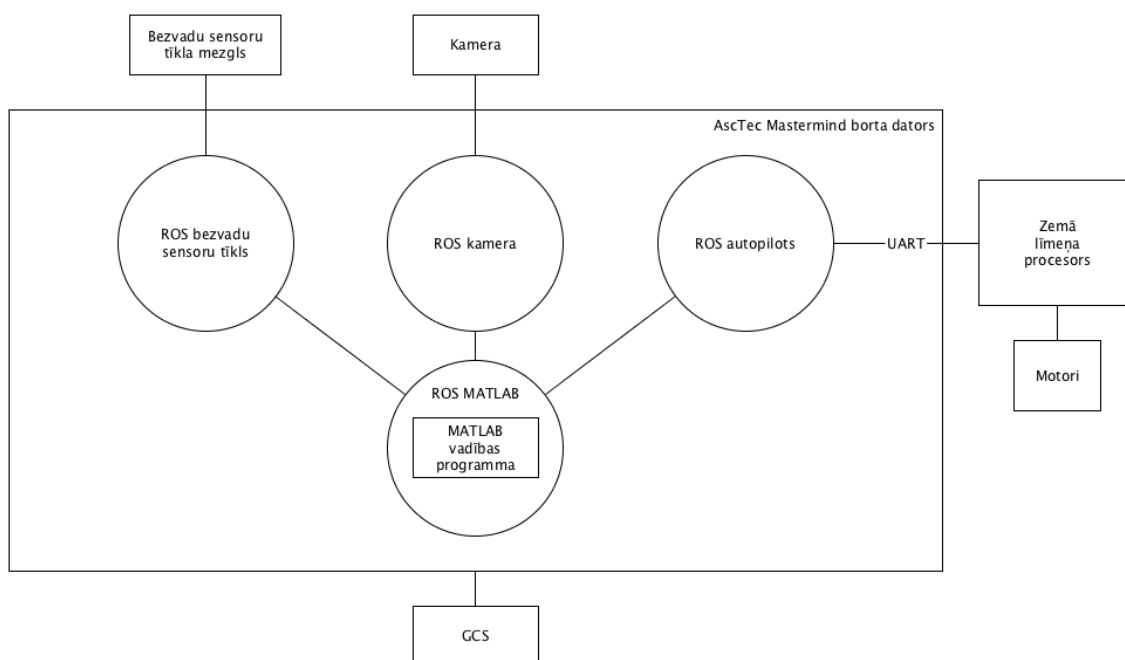 Bezvadu sensoru
tīkla mezgls
Kamera
AscTec Mastermind borta dators
ROS bezvadu
sensoru tīkls
ROS kamera
ROS autopilots
UART
Zemā
līmeņa
procesors
Motori
ROS MATLAB
MATLAB
vadības
programma
GCS